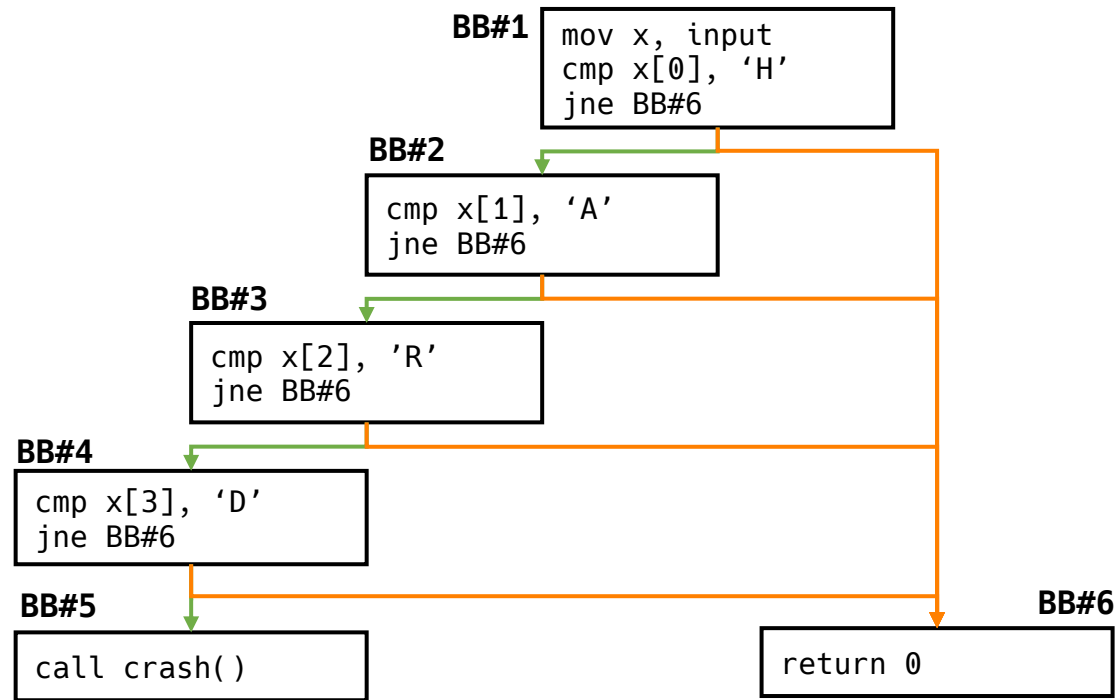 BB#1
mov x, input
cmp x[0], ‘H’
jne BB#6
BB#2
cmp x[1], ‘A’
jne BB#6
BB#3
cmp x[2], ’R’
jne BB#6
BB#4
cmp x[3], ‘D’
jne BB#6
BB#5
call crash()
BB#6
return 0